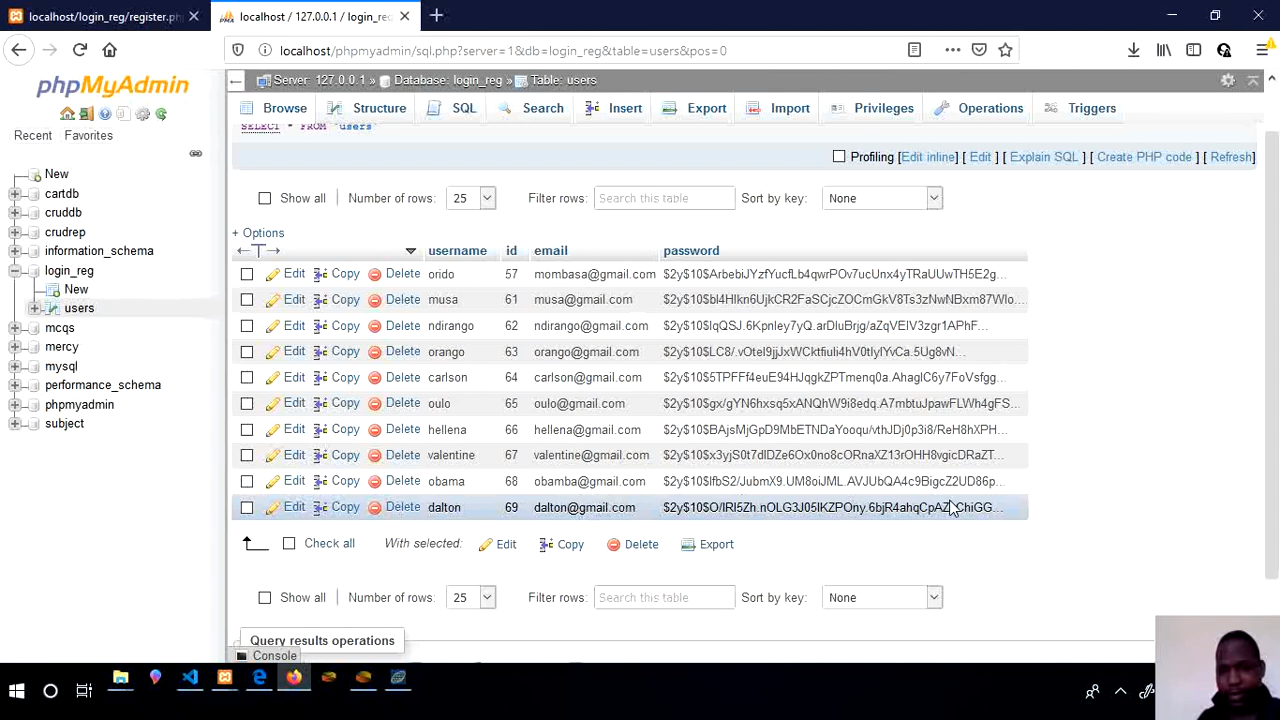 localhost/login_reg/register.ph
localhost / 127.0.0.1 / login_re
localhost/phpmyadmin/sql.php?server=1&db=login_reg&table=users&pos=0
phpMyAdmin
Recent Favorites
New
cartdb
cruddb
crudrep
information_schema
login_reg
New
users
mcqs
mercy
mysql
performance_schema
phpmyadmin
subject
Server: 127.0.0.1 » Database: login_reg » Table: users
Browse Structure SQL Search Insert Export Import Privileges Operations Triggers
SELECT * FROM `users`
Profiling [Edit inline] [ Edit ] [ Explain SQL ] [ Create PHP code ] [ Refresh]
Show all Number of rows: 25 Filter rows: Search this table Sort by key: None
+ Options
username id email password
Edit Copy Delete orido 57 mombasa@gmail.com
Edit Copy Delete musa 61 musa@gmail.com
Edit Copy Delete ndirango 62 ndirango@gmail.com
Edit Copy Delete orango 63 orango@gmail.com
Edit Copy Delete carlson 64 carlson@gmail.com
Edit Copy Delete oulo 65 oulo@gmail.com
Edit Copy Delete hellena 66 hellena@gmail.com
Edit Copy Delete valentine 67 valentine@gmail.com
Edit Copy Delete obama 68 obamba@gmail.com
Edit Copy Delete dalton 69 dalton@gmail.com
Check all With selected: Edit Copy Delete Export
Show all Number of rows: 25 Filter rows: Search this table Sort by key: None
Query results operations
Console